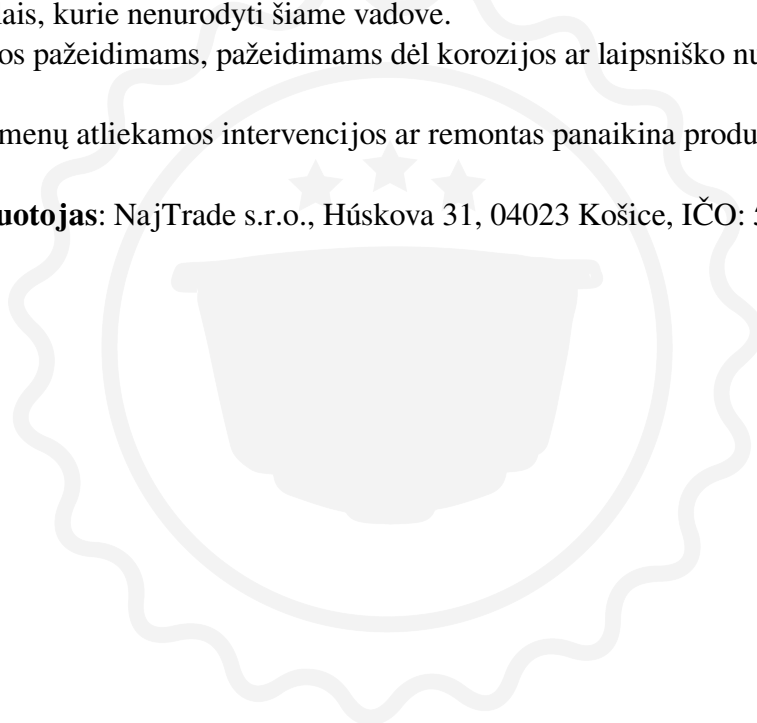 iais, kurie nenurodyti šiame vadove.
os pažeidimams, pažeidimams dėl korozijos ar laipsniško nu
menų atliekamos intervencijos ar remontas panaikina produ
uotojas: NajTrade s.r.o., Húskova 31, 04023 Košice, IČO: